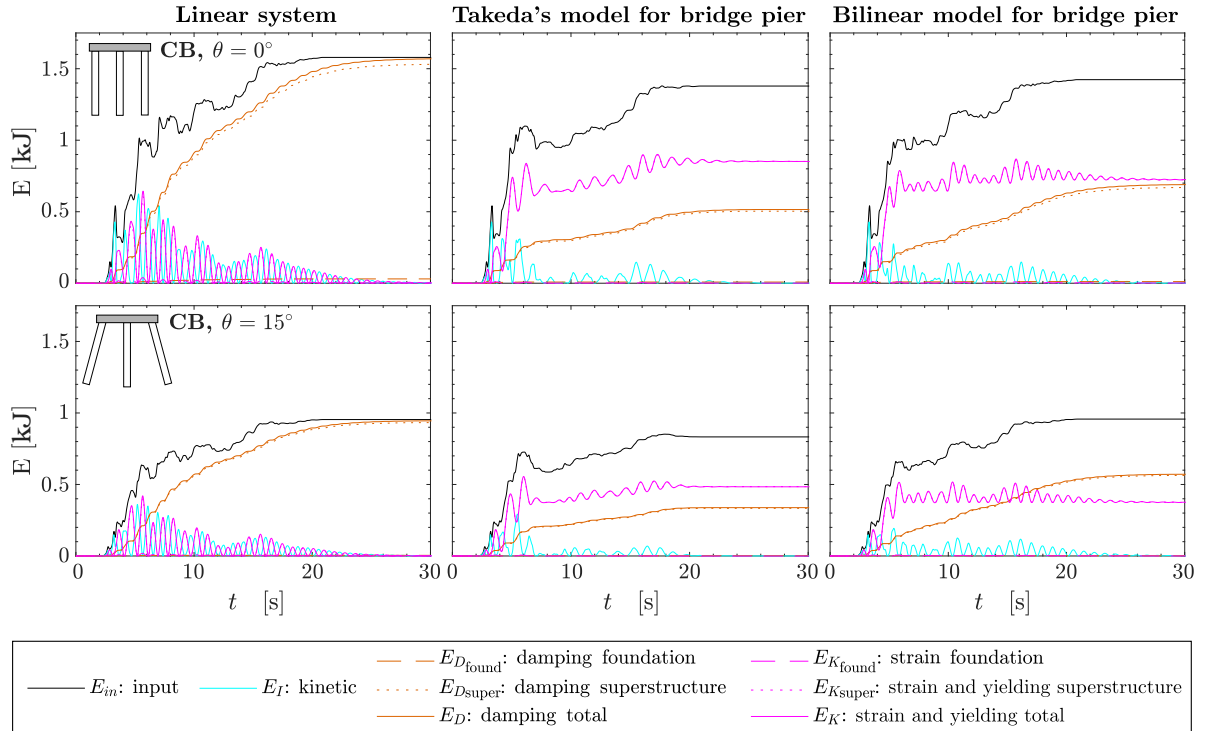 Linear system
Takeda's model for bridge pier
Bilinear model for bridge pier
CB, θ = 0°
E [kJ]
1.5
1
0.5
0
CB, θ = 15°
E [kJ]
1.5
1
0.5
0
0 10 20 30
0 10 20 30
0 10 20 30
t [s]
t [s]
t [s]
E_in: input
E_I: kinetic
E_D_found: damping foundation
E_D_super: damping superstructure
E_D: damping total
E_K_found: strain foundation
E_K_super: strain and yielding superstructure
E_K: strain and yielding total